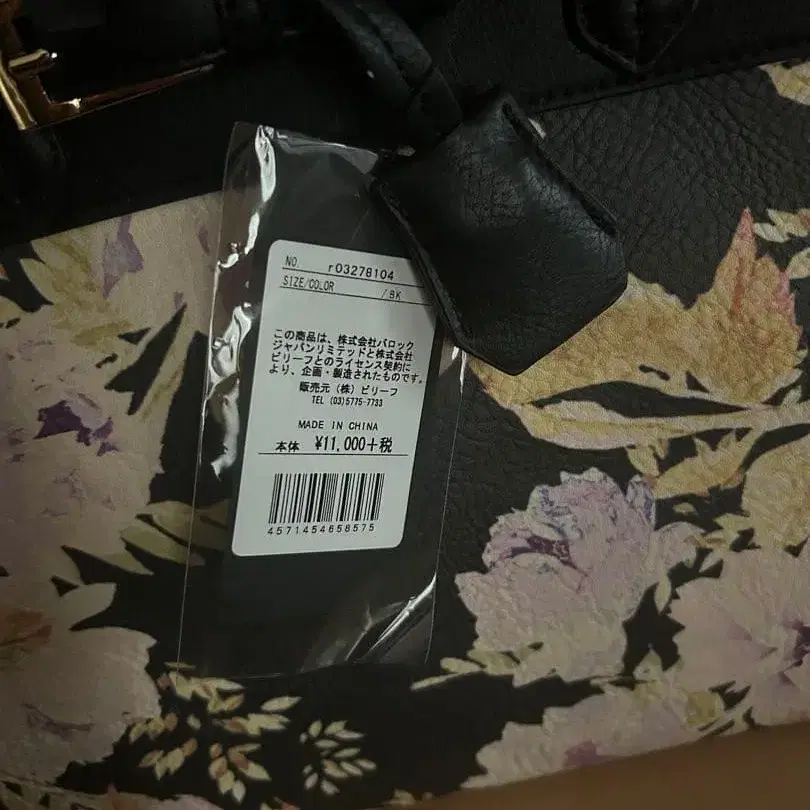 NO. r03278104
SIZE/COLOR /BK
この商品は、株式会社バロック
ジャパンリミテッドと株式会社
ビリーフとのライセンス契約に
より、企画・製造されたものです。
販売元 (株) ビリーフ
TEL (03)5775-7733
MADE IN CHINA
本体 ¥11,000+税
4571454658575